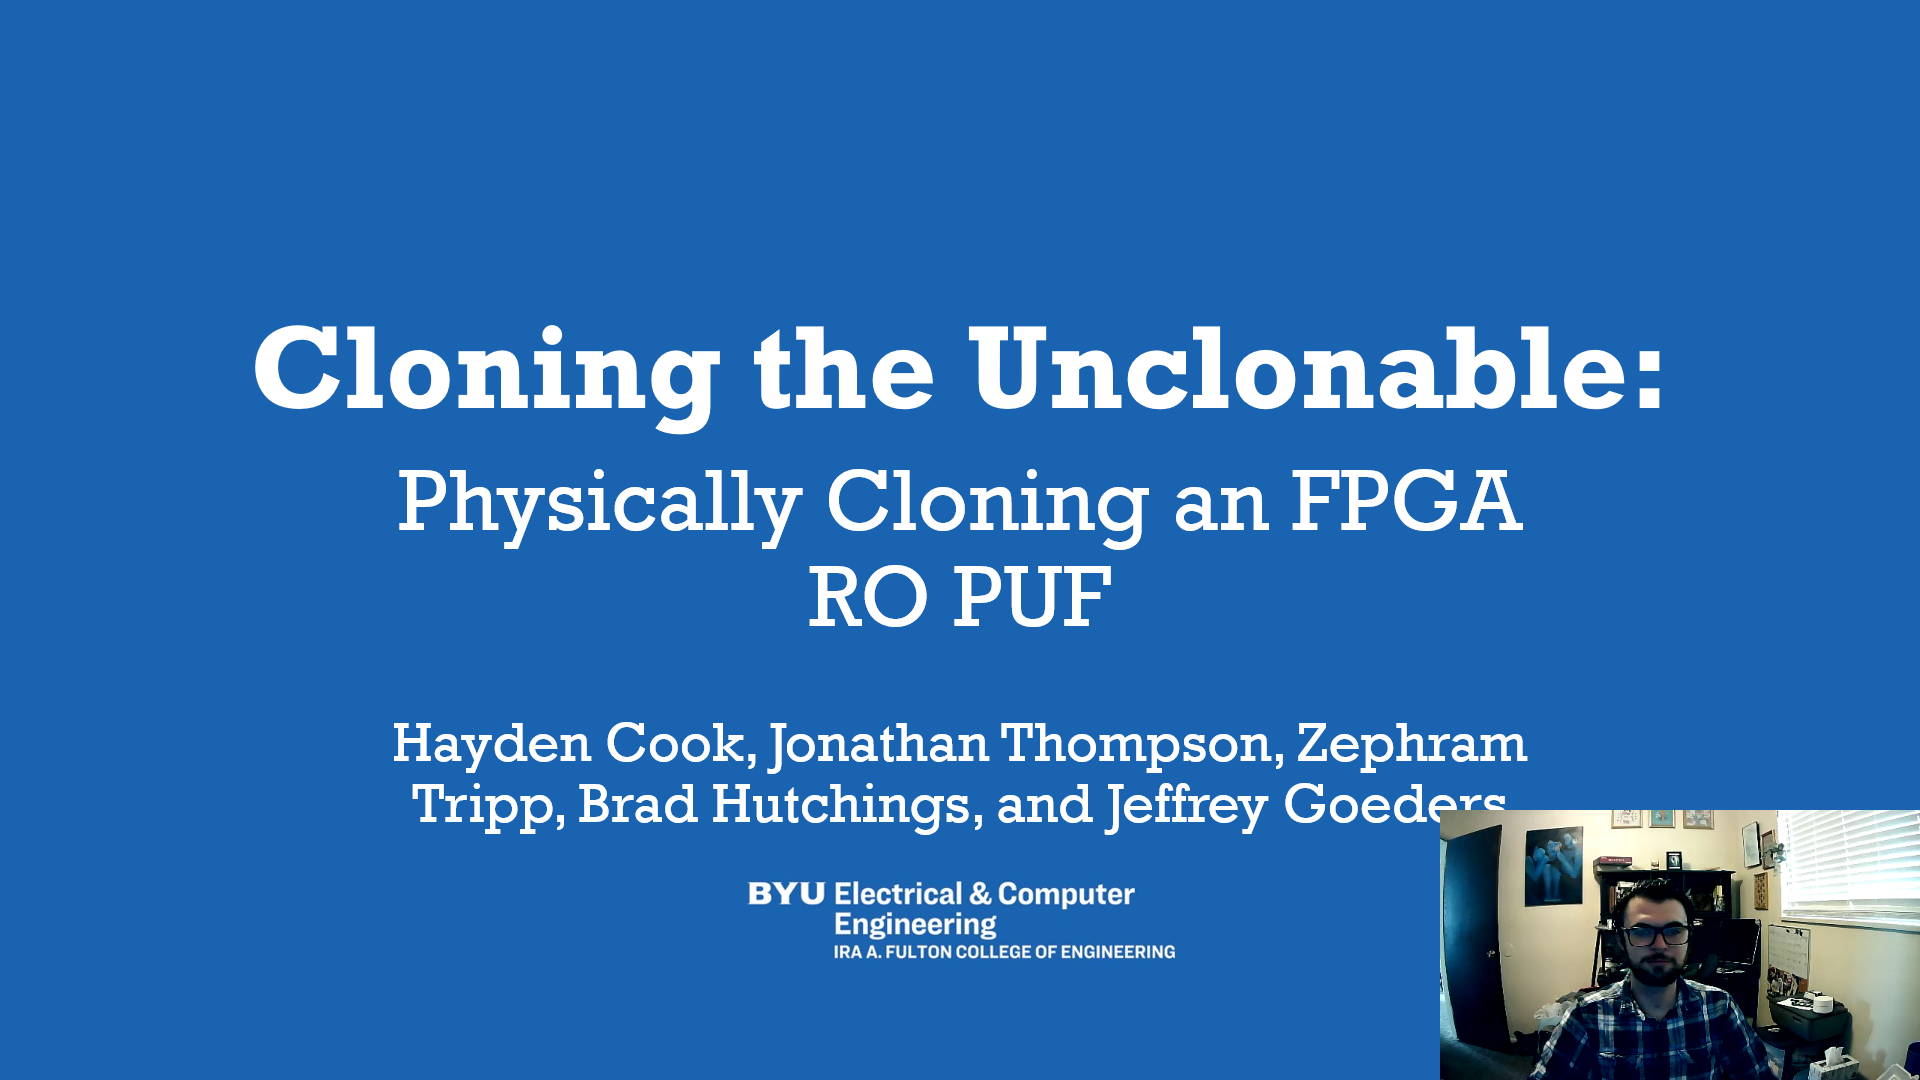 Cloning the Unclonable:
Physically Cloning an FPGA
RO PUF
Hayden Cook, Jonathan Thompson, Zephram
Tripp, Brad Hutchings, and Jeffrey Goeders
BYU Electrical & Computer
Engineering
IRA A. FULTON COLLEGE OF ENGINEERING